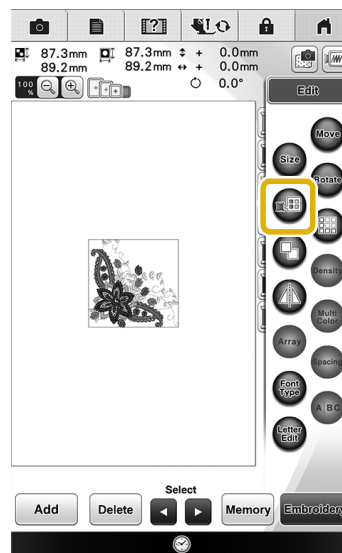 ?
87.3mm 87.3mm + 0.0mm
89.2mm 89.2mm + 0.0mm
100 % 0.0°
Edit
Move
Size
Rotate
Density
Multi Color
Array
Spacing
Font Type
A BC
Letter Edit
Select
Add Delete Memory Embroidery